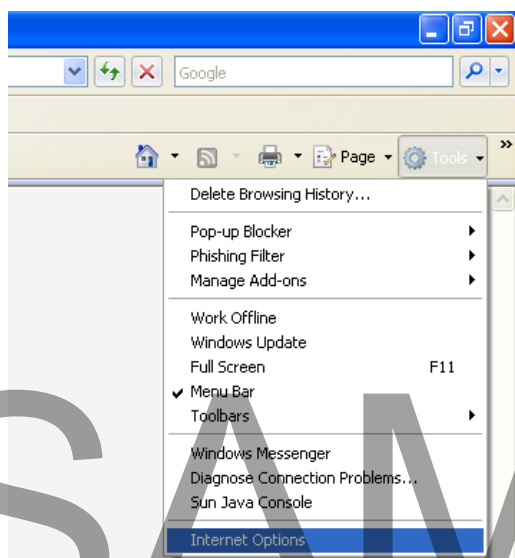 Google
Page
Tools
»
Delete Browsing History...
Pop-up Blocker
Phishing Filter
Manage Add-ons
Work Offline
Windows Update
Full Screen F11
Menu Bar
Toolbars
Windows Messenger
Diagnose Connection Problems...
Sun Java Console
Internet Options
SAM